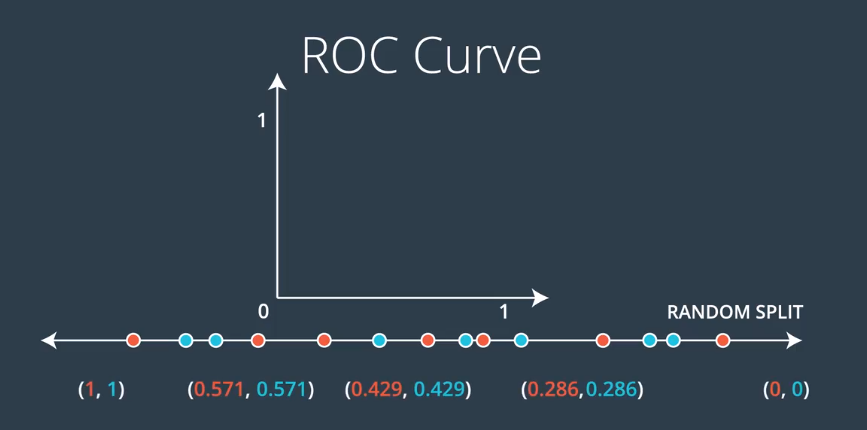 ROC Curve
1
0
1
RANDOM SPLIT
(1, 1) (0.571, 0.571) (0.429, 0.429) (0.286,0.286) (0, 0)